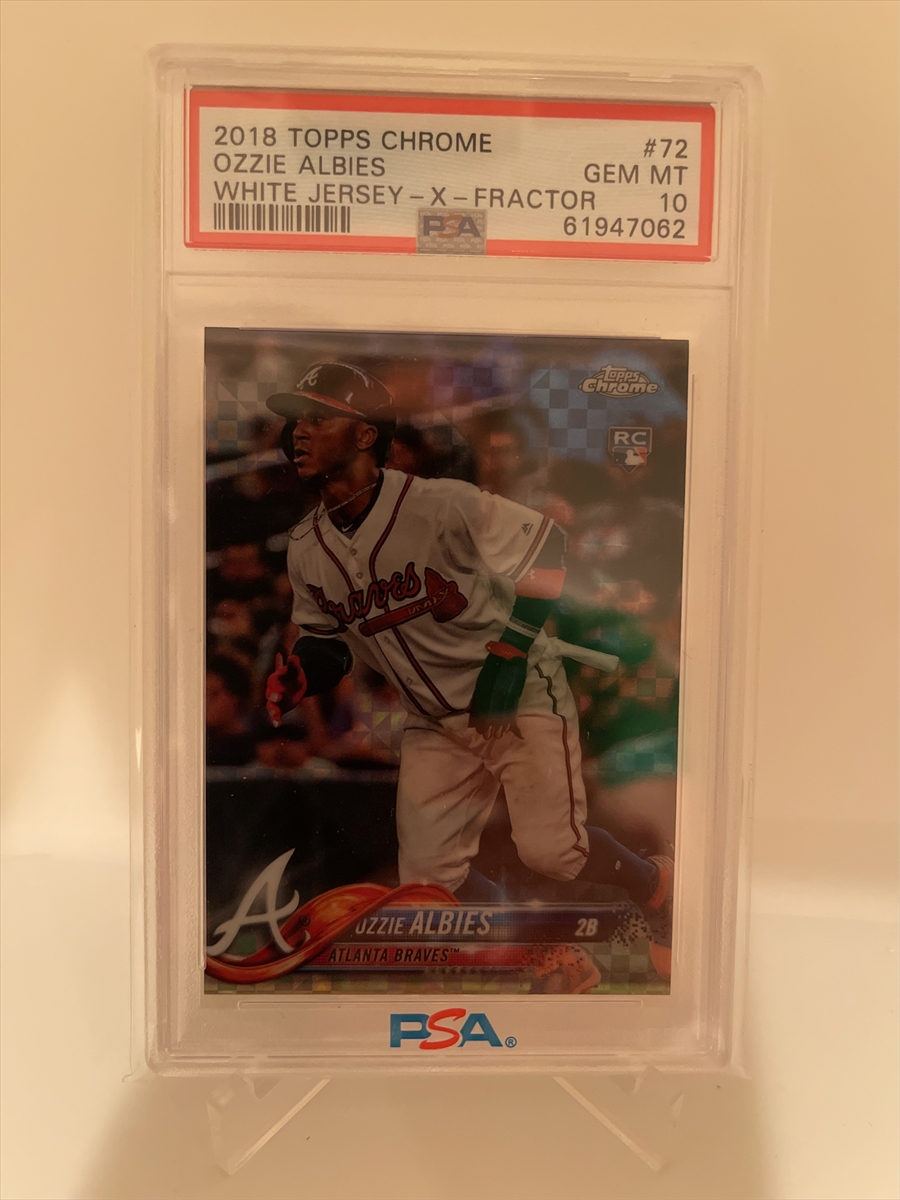 2018 TOPPS CHROME #72
OZZIE ALBIES GEM MT
WHITE JERSEY-X-FRACTOR 10
PSA 61947062
A
Topps
Chrome
RC
Braves
A
OZZIE ALBIES 2B
ATLANTA BRAVES™
PSA®